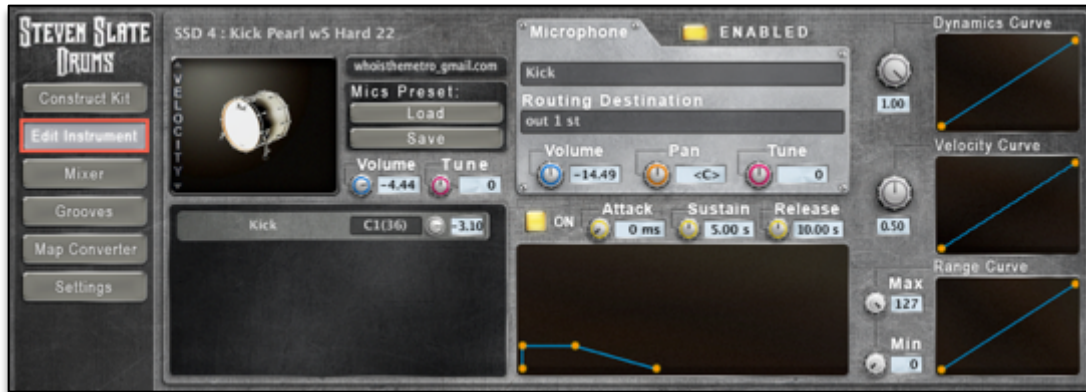 STEVEN SLATE
DRUMS
Construct Kit
Edit Instrument
Mixer
Grooves
Map Converter
Settings
SSD 4 : Kick Pearl wS Hard 22
VELOCITY
whoisthemetro_gmail.com
Mics Preset:
Load
Save
Volume Tune
-4.44 0
Kick C1(36) -3.10
Microphone ENABLED
Kick
Routing Destination
out 1 st
Volume Pan Tune
-14.49 <C> 0
ON Attack Sustain Release
0 ms 5.00 s 10.00 s
Dynamics Curve
1.00
Velocity Curve
0.50
Range Curve
Max
127
Min
0